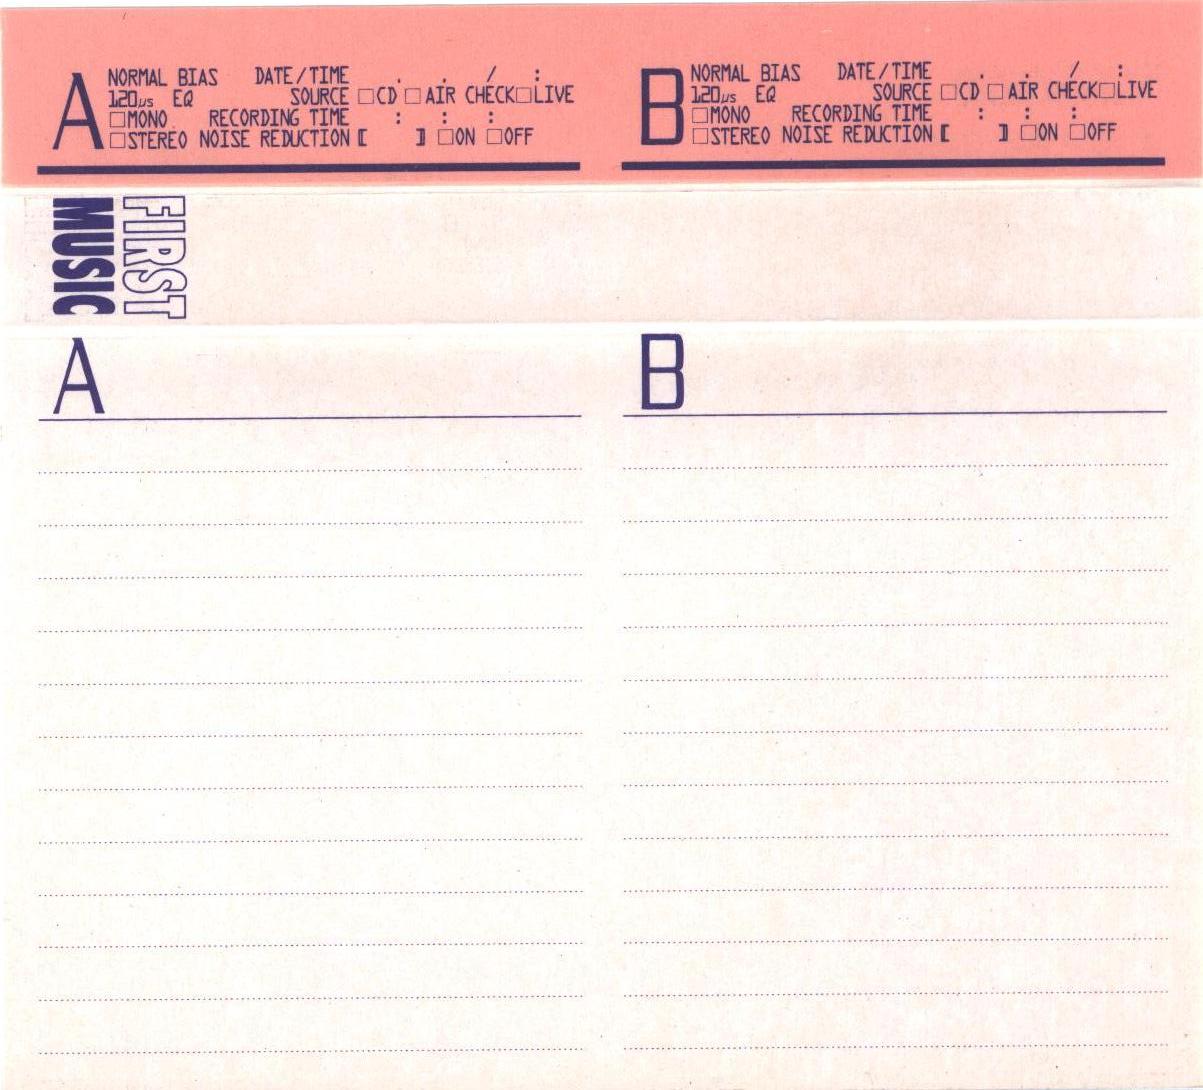 A
NORMAL BIAS DATE/TIME . . / :
120μs EQ SOURCE □CD □AIR CHECK□LIVE
□MONO RECORDING TIME : : :
□STEREO NOISE REDUCTION [ ] □ON □OFF
B
NORMAL BIAS DATE/TIME . . / :
120μs EQ SOURCE □CD □AIR CHECK□LIVE
□MONO RECORDING TIME : : :
□STEREO NOISE REDUCTION [ ] □ON □OFF
FIRST
MUSIC
A
B